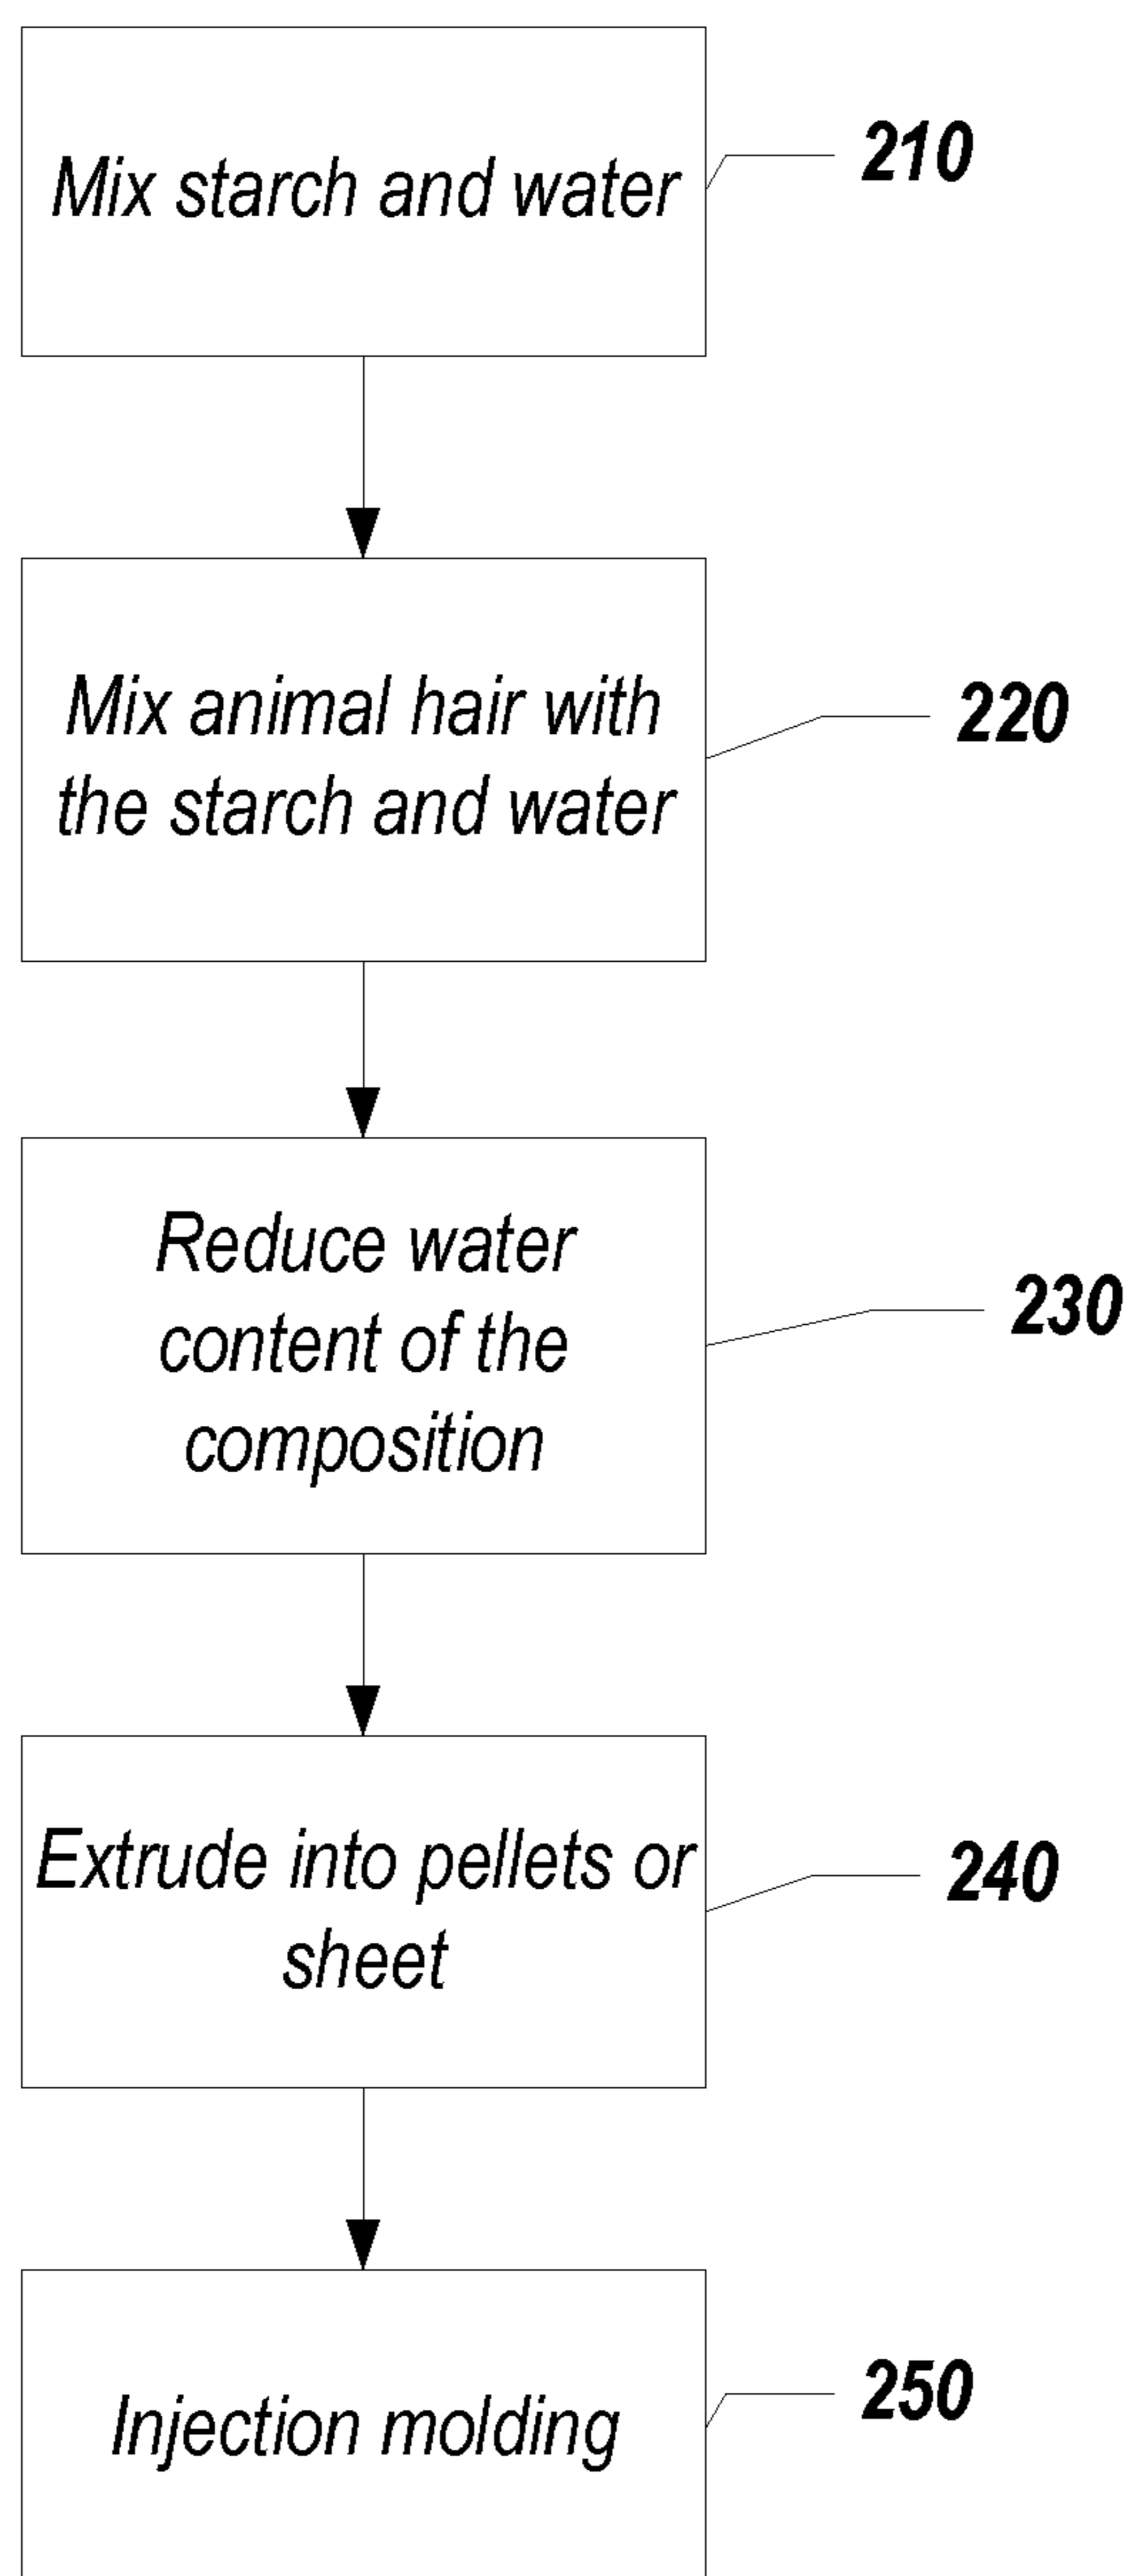 Mix starch and water
210
Mix animal hair with
the starch and water
220
Reduce water
content of the
composition
230
Extrude into pellets or
sheet
240
Injection molding
250